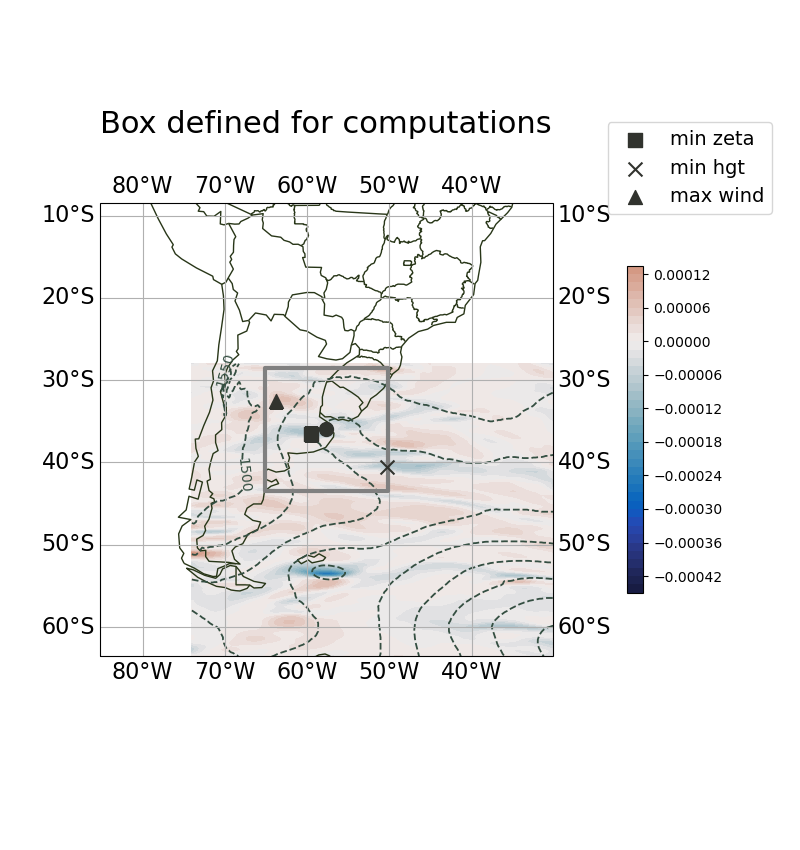 Box defined for computations
min zeta
min hgt
max wind
80°W 70°W 60°W 50°W 40°W
10°S 10°S
20°S
30°S
40°S
50°S 50°S
60°S 60°S
80°W 70°W 60°W 50°W 40°W
20°S
30°S
40°S
1550
1500
0.00012
0.00006
0.00000
−0.00006
−0.00012
−0.00018
−0.00024
−0.00030
−0.00036
−0.00042